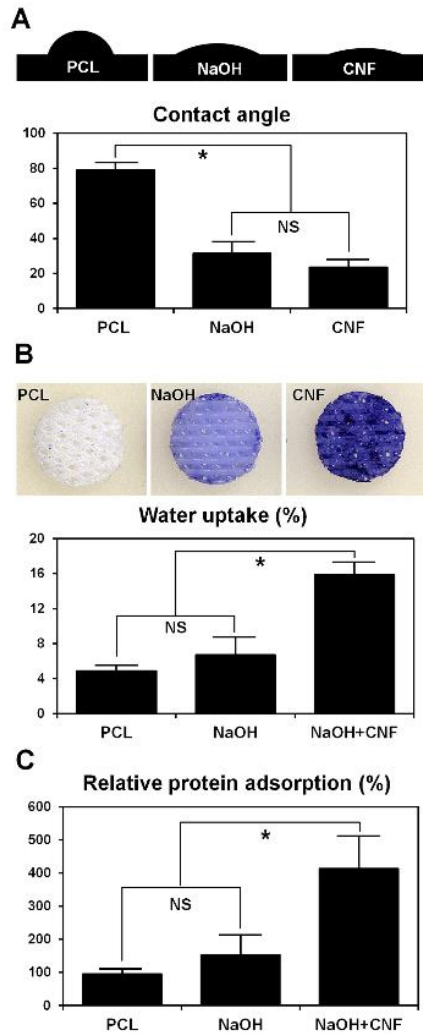 A
PCL NaOH CNF
Contact angle
100
80
60
40
20
0
*
NS
PCL NaOH CNF
B
PCL NaOH CNF
Water uptake (%)
20
16
12
8
4
0
*
NS
PCL NaOH NaOH+CNF
C
Relative protein adsorption (%)
600
500
400
300
200
100
0
*
NS
PCL NaOH NaOH+CNF